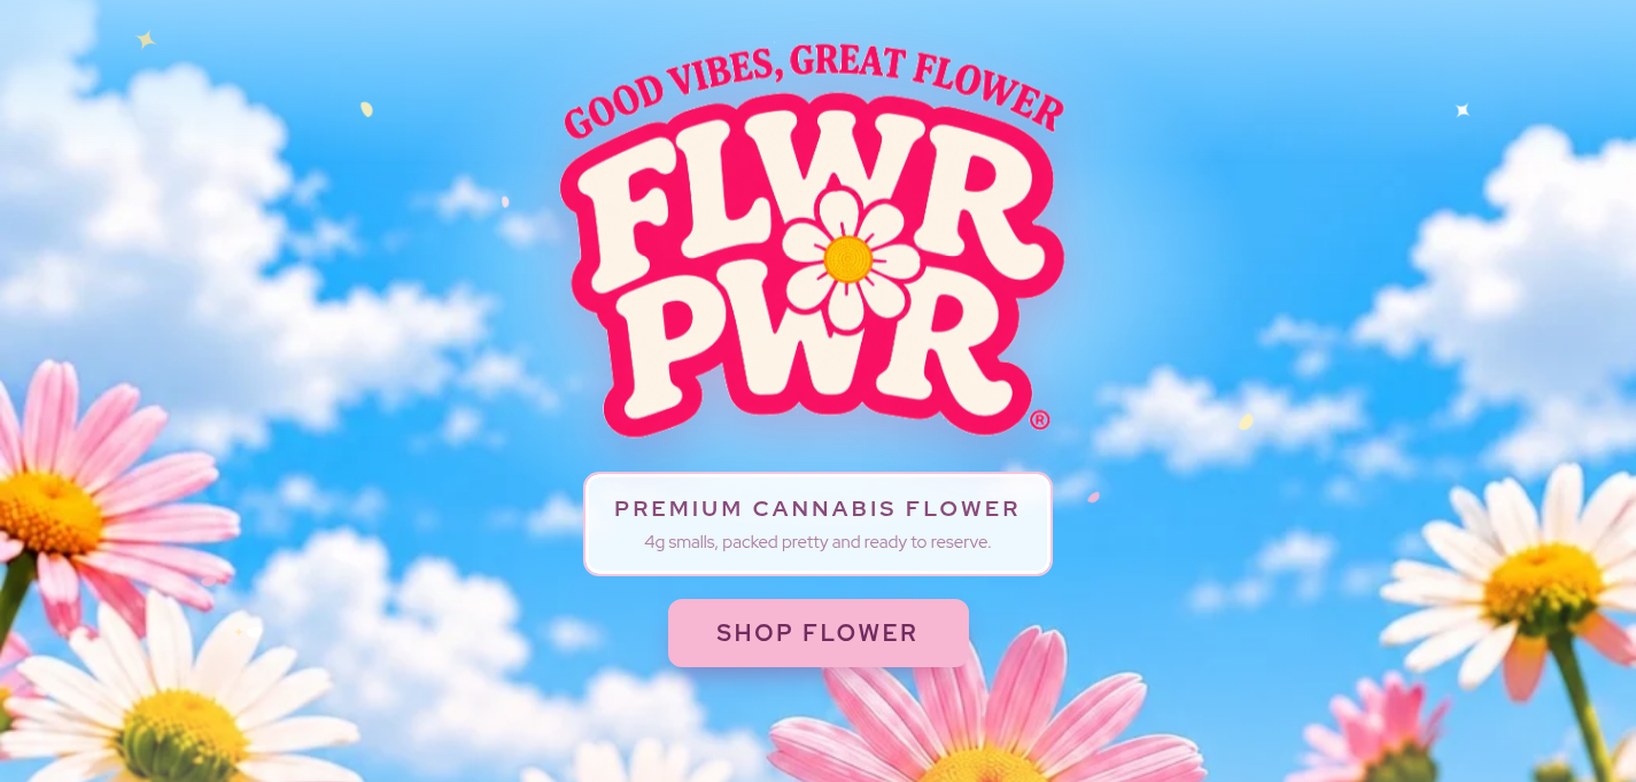 GOOD VIBES, GREAT FLOWER
FLWR
PWR
®
PREMIUM CANNABIS FLOWER
4g smalls, packed pretty and ready to reserve.
SHOP FLOWER